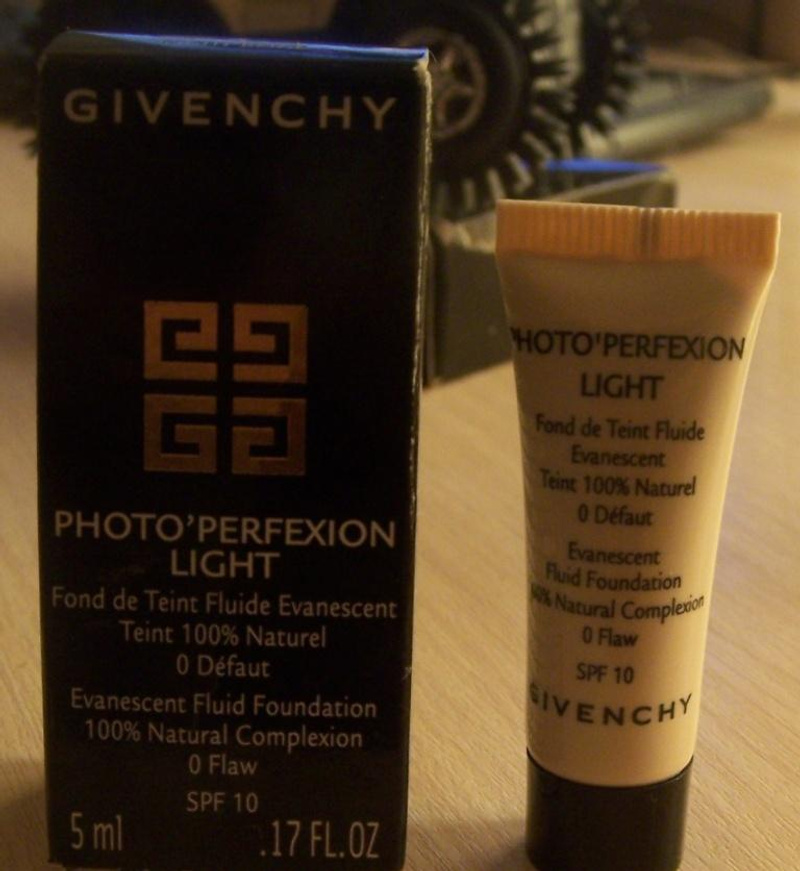 GIVENCHY
PHOTO'PERFEXION
LIGHT
Fond de Teint Fluide Evanescent
Teint 100% Naturel
0 Défaut
Evanescent Fluid Foundation
100% Natural Complexion
0 Flaw
SPF 10
5 ml .17 FL.OZ
PHOTO'PERFEXION
LIGHT
Fond de Teint Fluide
Evanescent
Teint 100% Naturel
0 Défaut
Evanescent
Fluid Foundation
Natural Complexion
0 Flaw
SPF 10
GIVENCHY